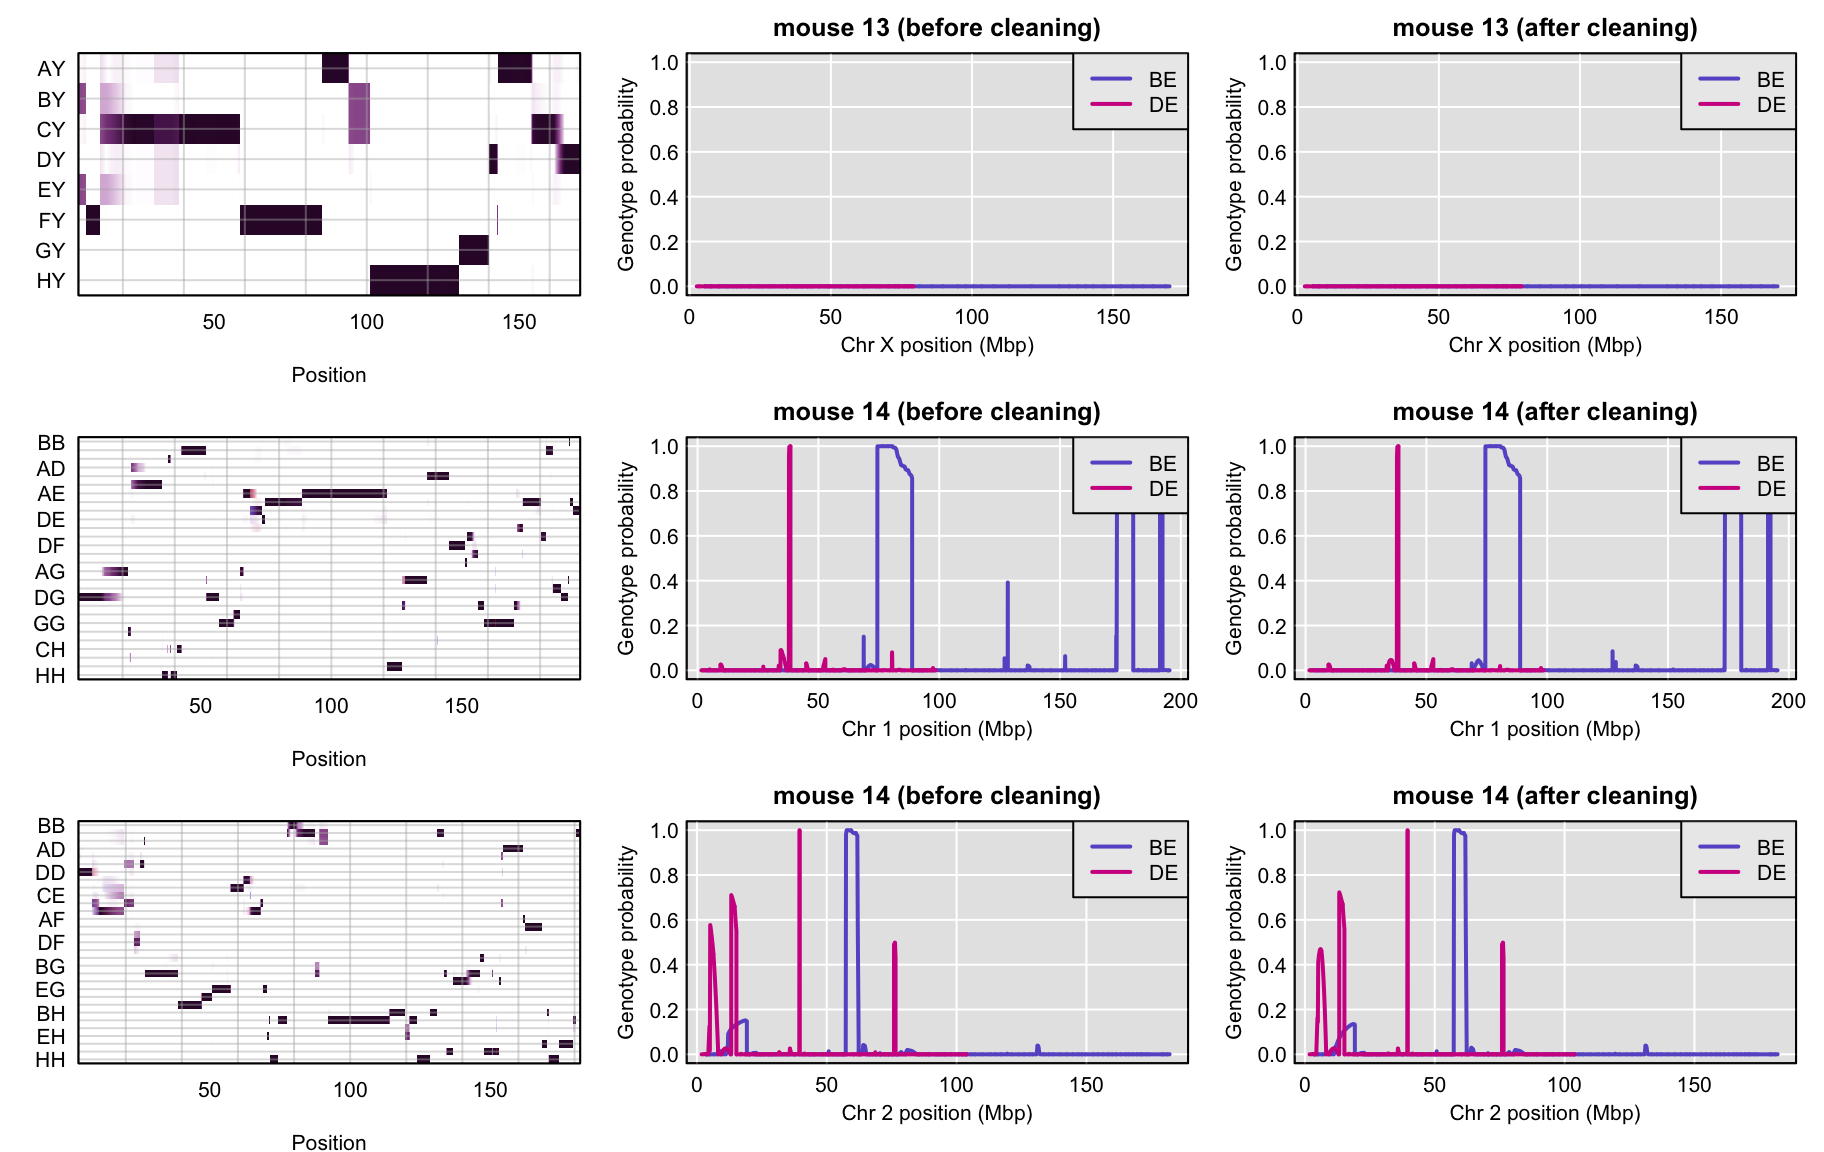 mouse 13 (before cleaning)
mouse 13 (after cleaning)
AY
BY
CY
DY
EY
FY
GY
HY
50 100 150
Position
Genotype probability
1.0
0.8
0.6
0.4
0.2
0.0
BE
DE
0 50 100 150
Chr X position (Mbp)
Genotype probability
1.0
0.8
0.6
0.4
0.2
0.0
BE
DE
0 50 100 150
Chr X position (Mbp)
mouse 14 (before cleaning)
mouse 14 (after cleaning)
BB
AD
AE
DE
DF
AG
DG
GG
CH
HH
50 100 150
Position
Genotype probability
1.0
0.8
0.6
0.4
0.2
0.0
BE
DE
0 50 100 150 200
Chr 1 position (Mbp)
Genotype probability
1.0
0.8
0.6
0.4
0.2
0.0
BE
DE
0 50 100 150 200
Chr 1 position (Mbp)
mouse 14 (before cleaning)
mouse 14 (after cleaning)
BB
AD
DD
CE
AF
DF
BG
EG
BH
EH
HH
50 100 150
Position
Genotype probability
1.0
0.8
0.6
0.4
0.2
0.0
BE
DE
0 50 100 150
Chr 2 position (Mbp)
Genotype probability
1.0
0.8
0.6
0.4
0.2
0.0
BE
DE
0 50 100 150
Chr 2 position (Mbp)